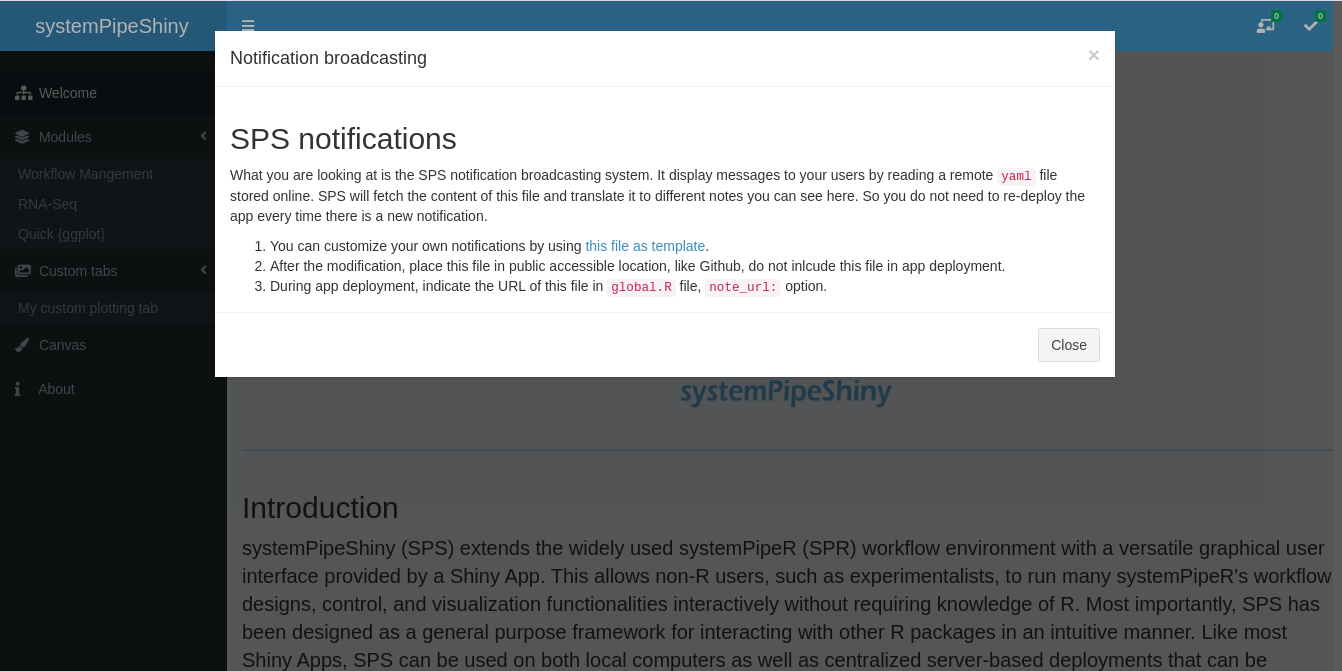 systemPipeShiny
0
0
Notification broadcasting
×
Welcome
Modules
Workflow Mangement
RNA-Seq
Quick {ggplot}
Custom tabs
My custom plotting tab
Canvas
About
SPS notifications
What you are looking at is the SPS notification broadcasting system. It display messages to your users by reading a remote yaml file
stored online. SPS will fetch the content of this file and translate it to different notes you can see here. So you do not need to re-deploy the
app every time there is a new notification.
1. You can customize your own notifications by using this file as template.
2. After the modification, place this file in public accessible location, like Github, do not inlcude this file in app deployment.
3. During app deployment, indicate the URL of this file in global.R file, note_url: option.
Close
systemPipeShiny
Introduction
systemPipeShiny (SPS) extends the widely used systemPipeR (SPR) workflow environment with a versatile graphical user
interface provided by a Shiny App. This allows non-R users, such as experimentalists, to run many systemPipeR's workflow
designs, control, and visualization functionalities interactively without requiring knowledge of R. Most importantly, SPS has
been designed as a general purpose framework for interacting with other R packages in an intuitive manner. Like most
Shiny Apps, SPS can be used on both local computers as well as centralized server-based deployments that can be